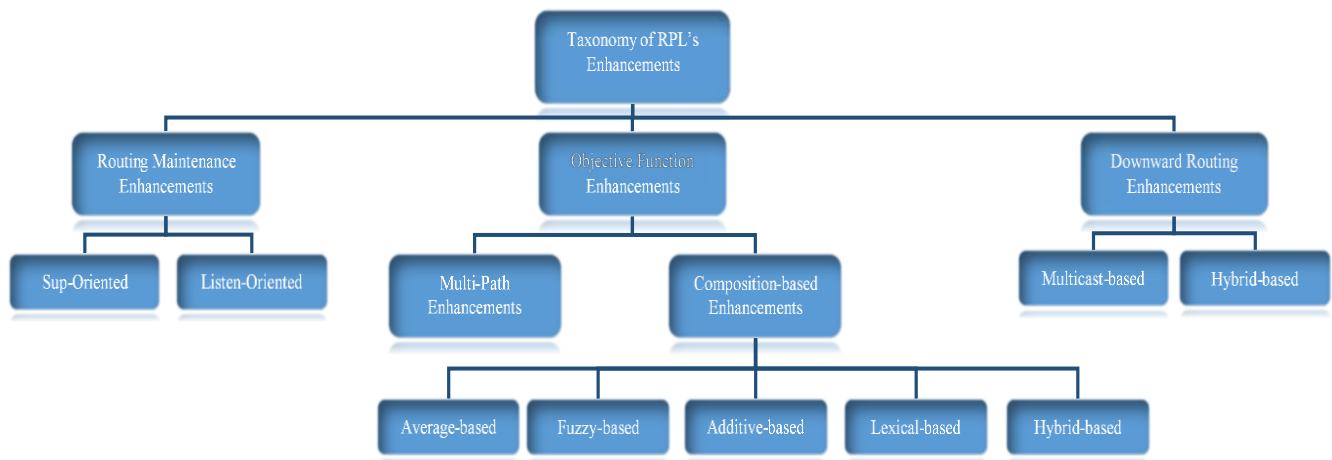 Taxonomy of RPL's
Enhancements
Routing Maintenance
Enhancements
Objective Function
Enhancements
Downward Routing
Enhancements
Sup-Oriented
Listen-Oriented
Multi-Path
Enhancements
Composition-based
Enhancements
Multicast-based
Hybrid-based
Average-based
Fuzzy-based
Additive-based
Lexical-based
Hybrid-based